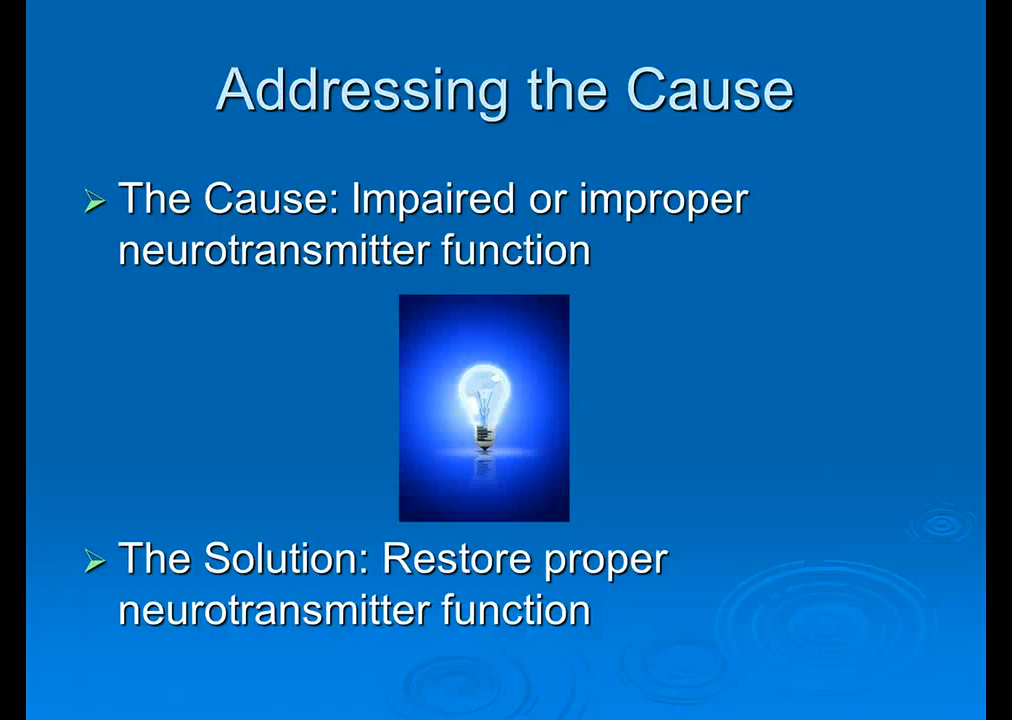 Addressing the Cause
The Cause: Impaired or improper
neurotransmitter function
The Solution: Restore proper
neurotransmitter function